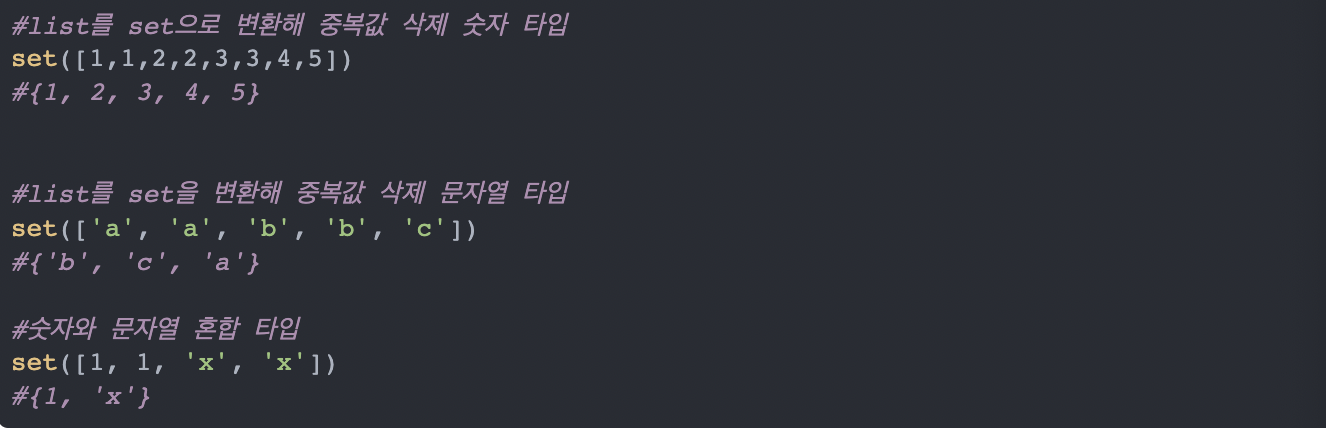 #list를 set으로 변환해 중복값 삭제 숫자 타입
set([1,1,2,2,3,3,4,5])
#{1, 2, 3, 4, 5}
#list를 set을 변환해 중복값 삭제 문자열 타입
set(['a', 'a', 'b', 'b', 'c'])
#{'b', 'c', 'a'}
#숫자와 문자열 혼합 타입
set([1, 1, 'x', 'x'])
#{1, 'x'}